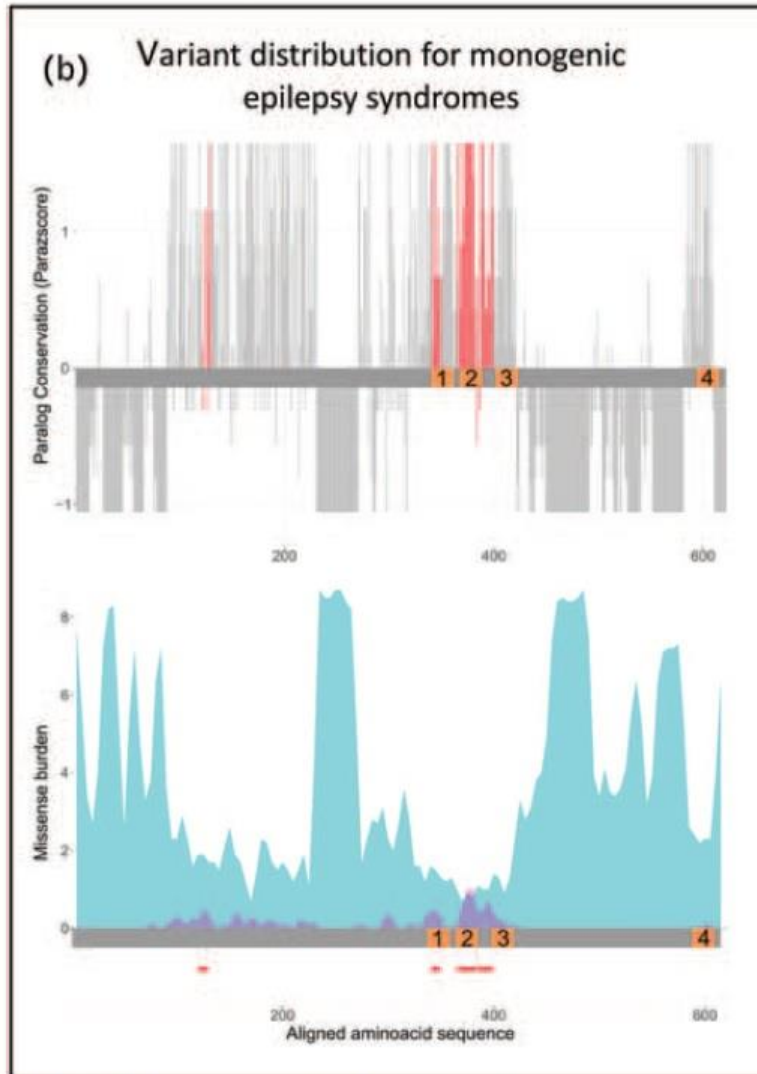 (b) Variant distribution for monogenic
epilepsy syndromes
Paralog Conservation (Parazscore)
1
0
-1
1 2 3 4
200 400 600
Missense burden
8
6
4
2
0
1 2 3 4
200 400 600
Aligned aminoacid sequence